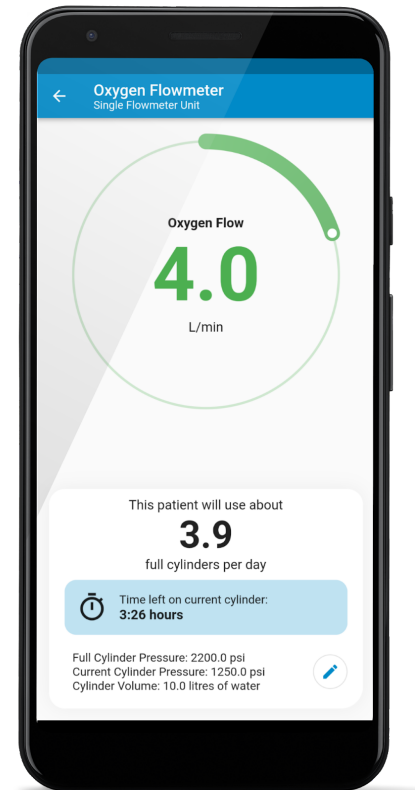 Oxygen Flowmeter
Single Flowmeter Unit
Oxygen Flow
4.0
L/min
This patient will use about
3.9
full cylinders per day
Time left on current cylinder:
3:26 hours
Full Cylinder Pressure: 2200.0 psi
Current Cylinder Pressure: 1250.0 psi
Cylinder Volume: 10.0 litres of water